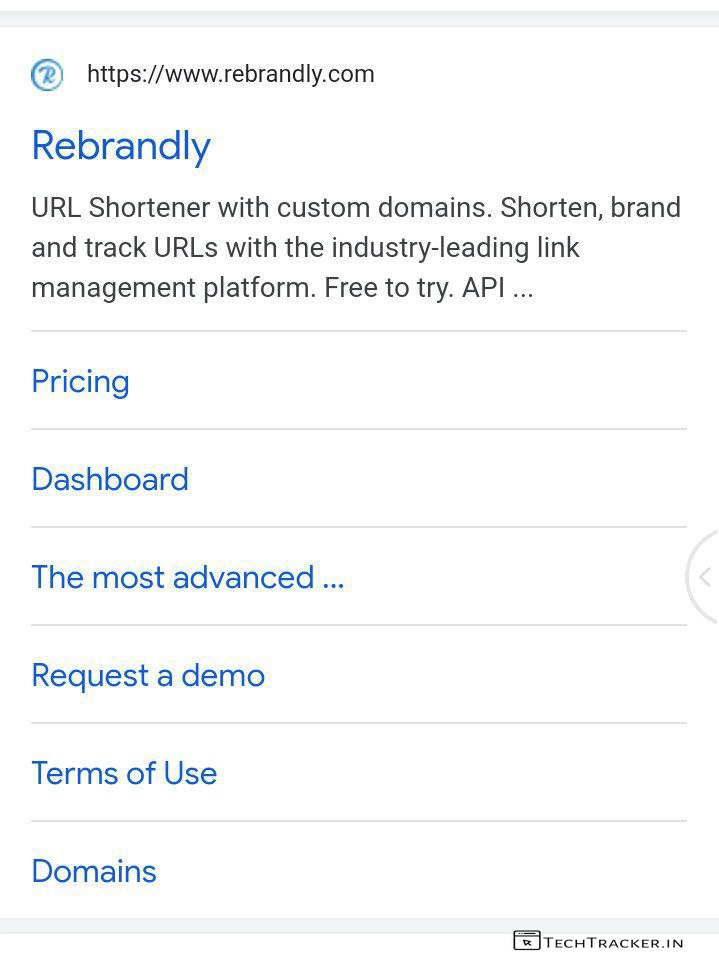 https://www.rebrandly.com
Rebrandly
URL Shortener with custom domains. Shorten, brand
and track URLs with the industry-leading link
management platform. Free to try. API ...
Pricing
Dashboard
The most advanced ...
Request a demo
Terms of Use
Domains
TECHTRACKER.IN